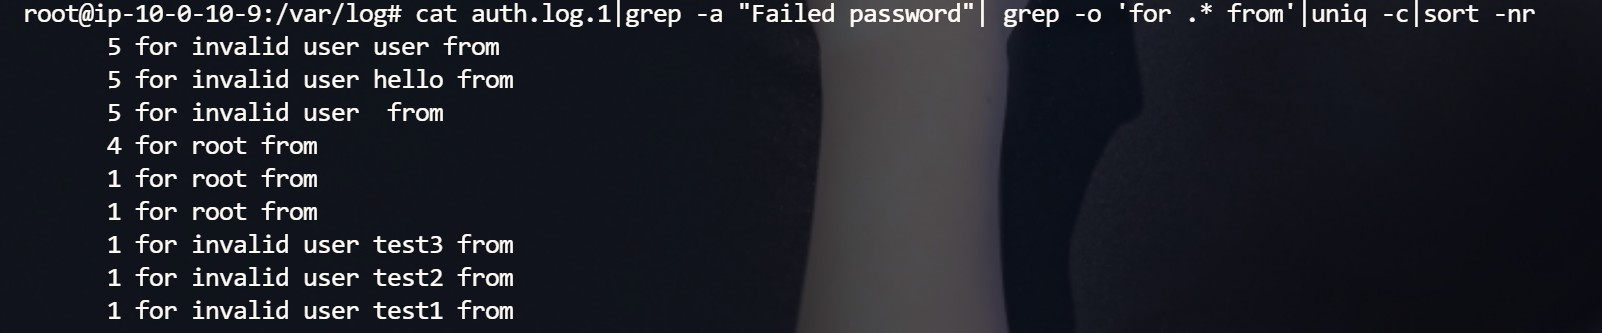 root@ip-10-0-10-9:/var/log# cat auth.log.1|grep -a "Failed password"| grep -o 'for .* from'|uniq -c|sort -nr
      5 for invalid user user from
      5 for invalid user hello from
      5 for invalid user  from
      4 for root from
      1 for root from
      1 for root from
      1 for invalid user test3 from
      1 for invalid user test2 from
      1 for invalid user test1 from